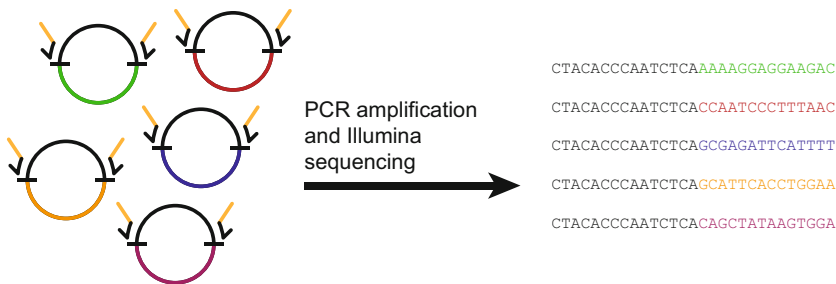 PCR amplification
and Illumina
sequencing
CTACACCCAATCTCAAAAAGGAGGAAGAC
CTACACCCAATCTCACCAATCCCTTTAAC
CTACACCCAATCTCAGCGAGATTCATTTT
CTACACCCAATCTCAGCATTCACCTGGAA
CTACACCCAATCTCACAGCTATAAGTGGA